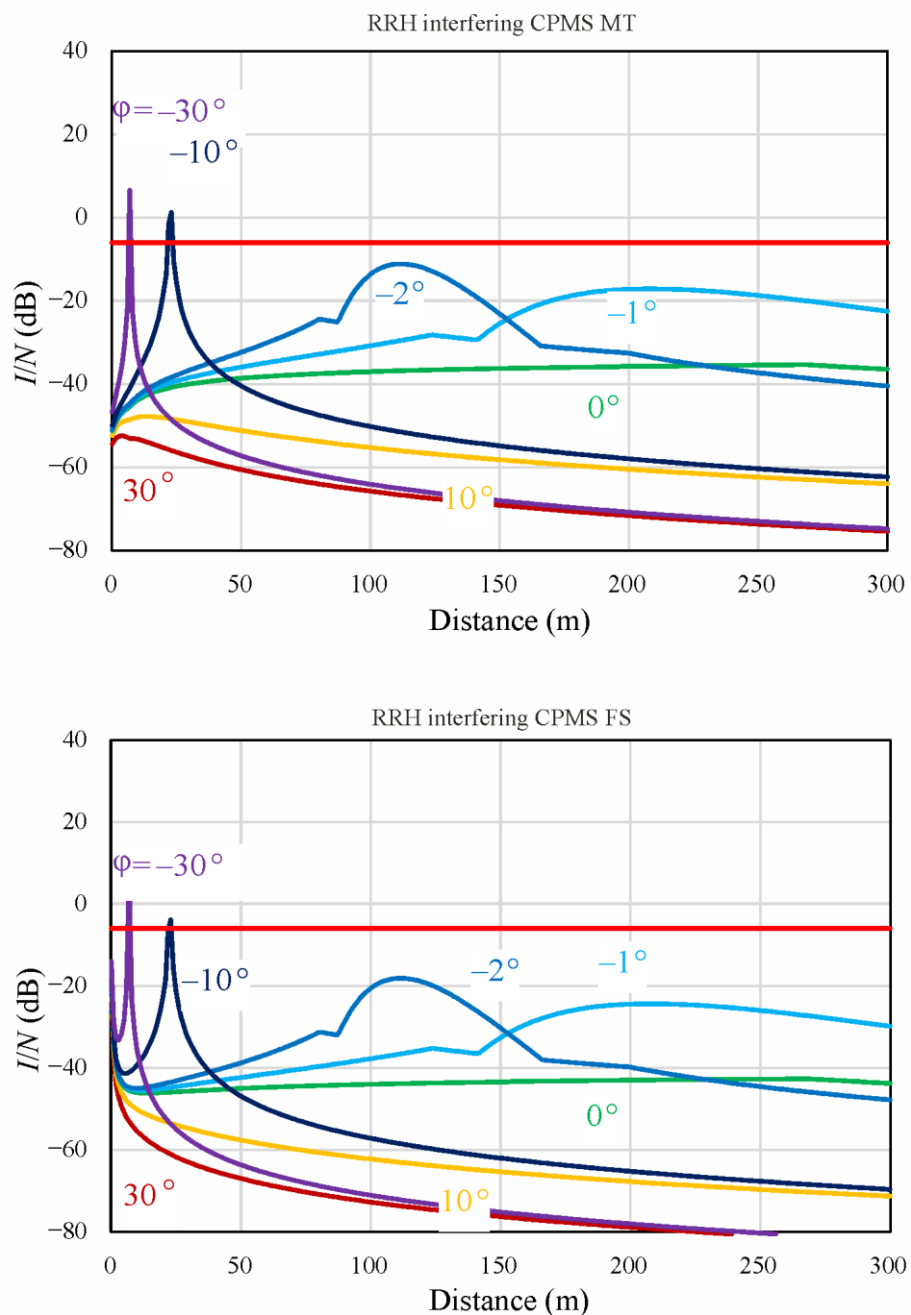 RRH interfering CPMS MT
40
φ=−30°
20
−10°
0
−2°
−20
−1°
I/N (dB)
−40
0°
−60
30°
10°
−80
0 50 100 150 200 250 300
Distance (m)
RRH interfering CPMS FS
40
20
φ=−30°
0
−1°
−2°
−10°
−20
I/N (dB)
−40
0°
−60
30°
10°
−80
0 50 100 150 200 250 300
Distance (m)